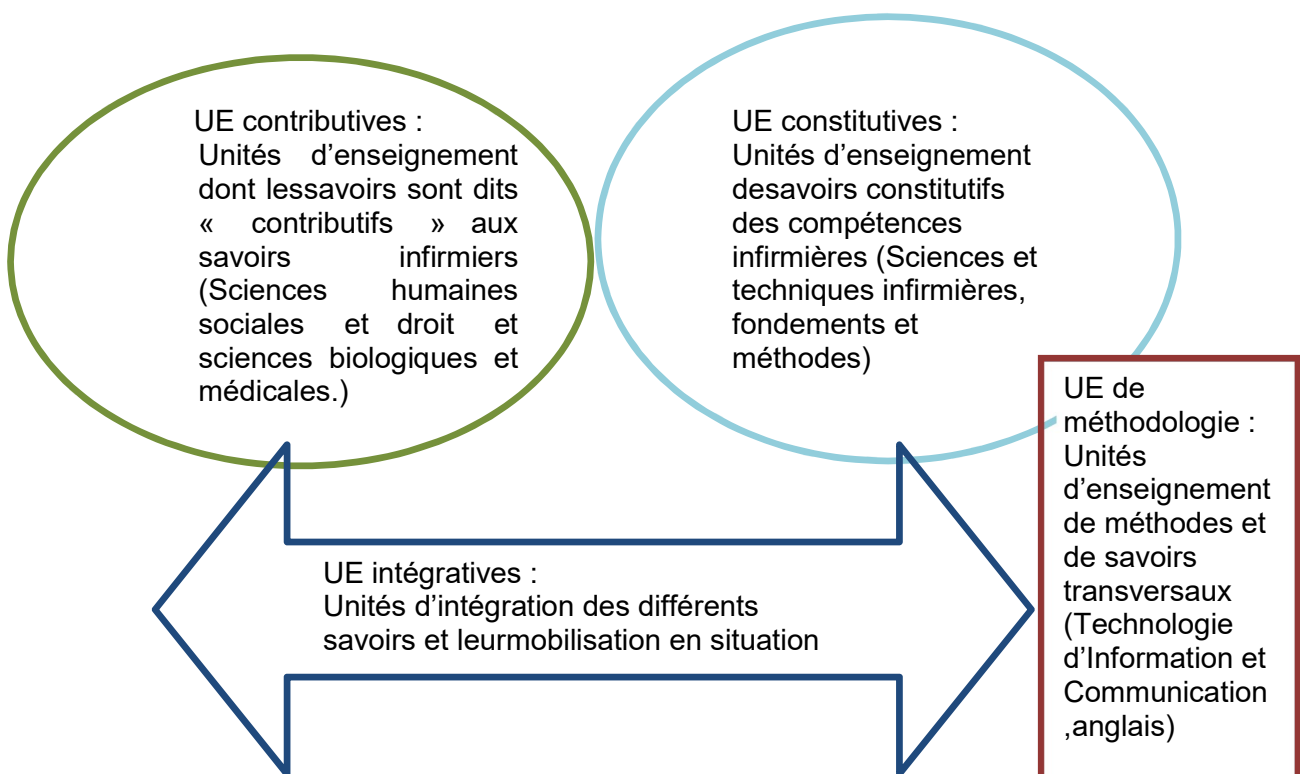 UE contributives :
Unités d’enseignement
dont lessavoirs sont dits
« contributifs » aux
savoirs infirmiers
(Sciences humaines
sociales et droit et
sciences biologiques et
médicales.)
UE constitutives :
Unités d’enseignement
desavoirs constitutifs
des compétences
infirmières (Sciences et
techniques infirmières,
fondements et
méthodes)
UE de
méthodologie :
Unités
d’enseignement
de méthodes et
de savoirs
transversaux
(Technologie
d’Information et
Communication
,anglais)
UE intégratives :
Unités d’intégration des différents
savoirs et leurmobilisation en situation